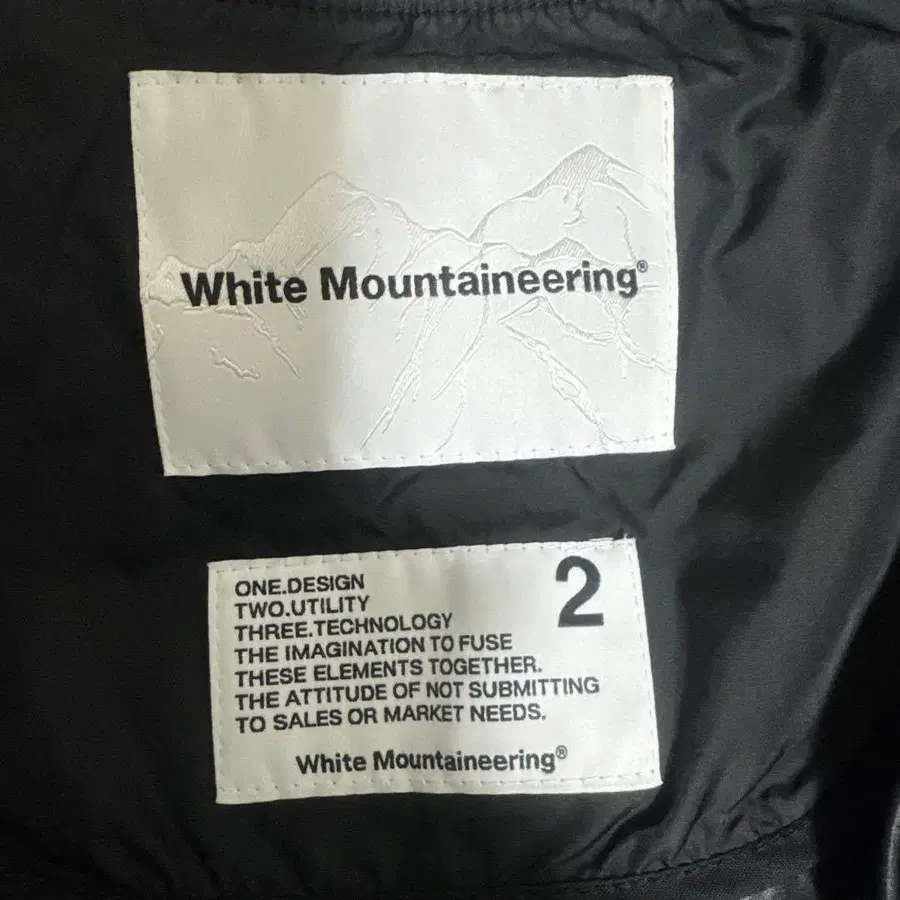 White Mountaineering®
ONE.DESIGN
2
TWO.UTILITY
THREE.TECHNOLOGY
THE IMAGINATION TO FUSE
THESE ELEMENTS TOGETHER.
THE ATTITUDE OF NOT SUBMITTING
TO SALES OR MARKET NEEDS.
White Mountaineering®